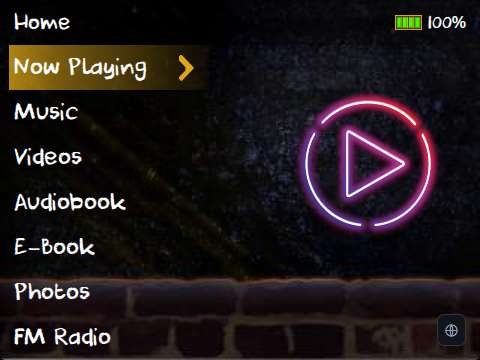 Home
100%
Now Playing
Music
Videos
Audiobook
E-Book
Photos
FM Radio